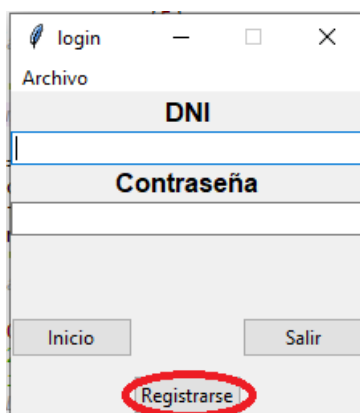 login
Archivo
DNI
Contraseña
Inicio Salir
Registrarse